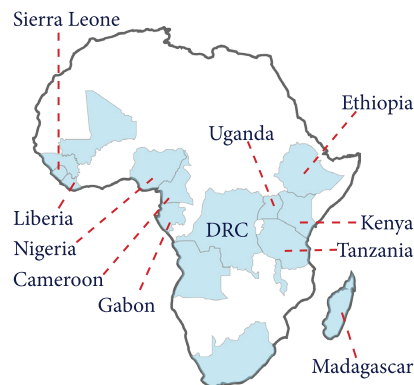 Sierra Leone
Ethiopia
Uganda
Liberia
Nigeria
Cameroon
Gabon
DRC
Kenya
Tanzania
Madagascar